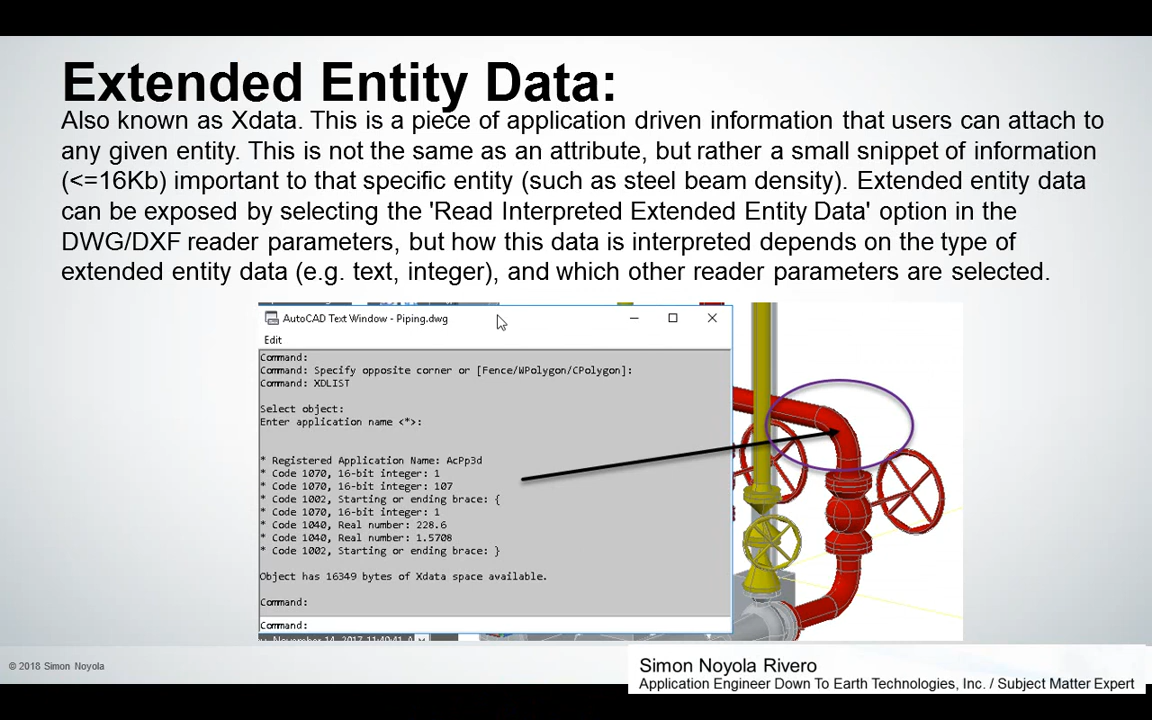 Extended Entity Data:
Also known as Xdata. This is a piece of application driven information that users can attach to
any given entity. This is not the same as an attribute, but rather a small snippet of information
(<=16Kb) important to that specific entity (such as steel beam density). Extended entity data
can be exposed by selecting the 'Read Interpreted Extended Entity Data' option in the
DWG/DXF reader parameters, but how this data is interpreted depends on the type of
extended entity data (e.g. text, integer), and which other reader parameters are selected.
AutoCAD Text Window - Piping.dwg
Edit
Command:
Command: Specify opposite corner or [Fence/WPolygon/CPolygon]:
Command: XDLIST
Select object:
Enter application name <*>:
* Registered Application Name: AcPp3d
* Code 1070, 16-bit integer: 1
* Code 1070, 16-bit integer: 107
* Code 1002, Starting or ending brace: {
* Code 1070, 16-bit integer: 1
* Code 1040, Real number: 228.6
* Code 1040, Real number: 1.5708
* Code 1002, Starting or ending brace: }
Object has 16349 bytes of Xdata space available.
Command:
Command:
November 14, 2017 11:40:41
© 2018 Simon Noyola
Simon Noyola Rivero
Application Engineer Down To Earth Technologies, Inc. / Subject Matter Expert